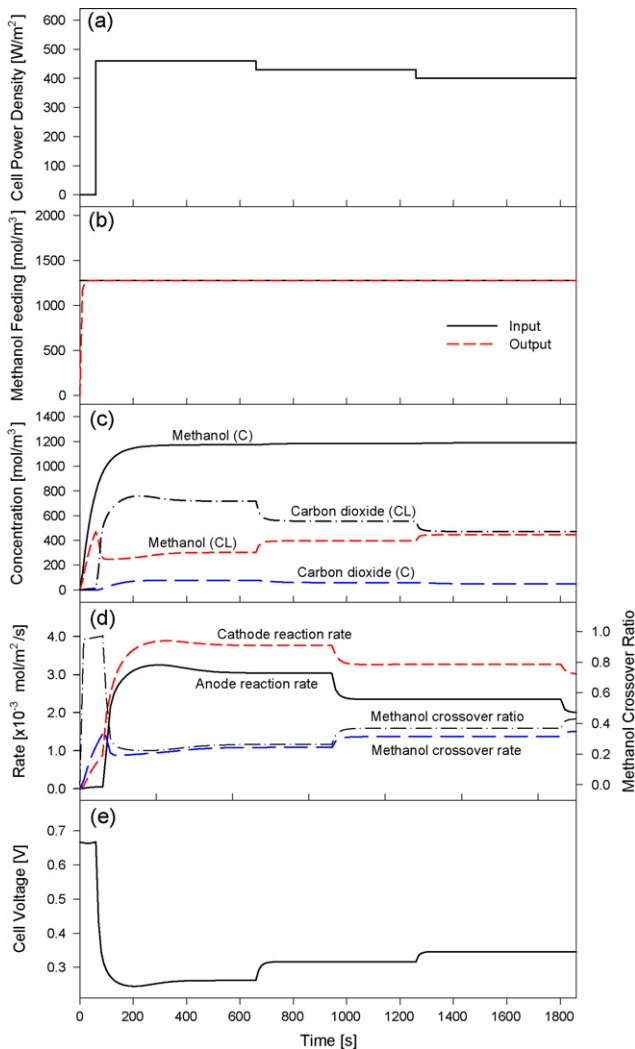 (a)
Cell Power Density [W/m²]
600
500
400
300
200
100
0
(b)
Methanol Feeding [mol/m³]
2000
1500
1000
500
0
Input
Output
(c)
Concentration [mol/m³]
1400
1200
1000
800
600
400
200
0
Methanol (C)
Carbon dioxide (CL)
Methanol (CL)
Carbon dioxide (C)
(d)
Rate [x10⁻³ mol/m²/s]
4.0
3.0
2.0
1.0
0.0
Cathode reaction rate
Anode reaction rate
Methanol crossover ratio
Methanol crossover rate
1.0
0.8
0.6
0.4
0.2
0.0
Methanol Crossover Ratio
(e)
Cell Voltage [V]
0.7
0.6
0.5
0.4
0.3
0 200 400 600 800 1000 1200 1400 1600 1800
Time [s]